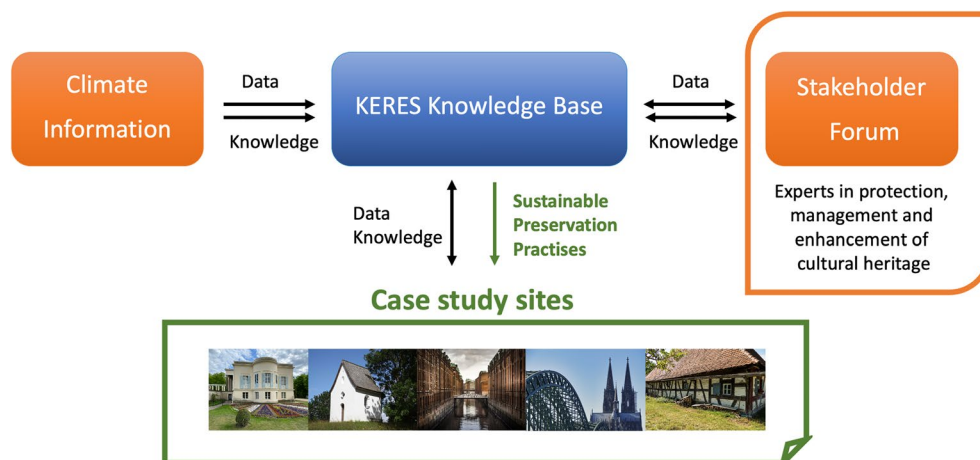 Climate
Information
Data
Knowledge
KERES Knowledge Base
Data
Knowledge
Stakeholder
Forum
Experts in protection,
management and
enhancement of
cultural heritage
Data
Knowledge
Sustainable
Preservation
Practises
Case study sites